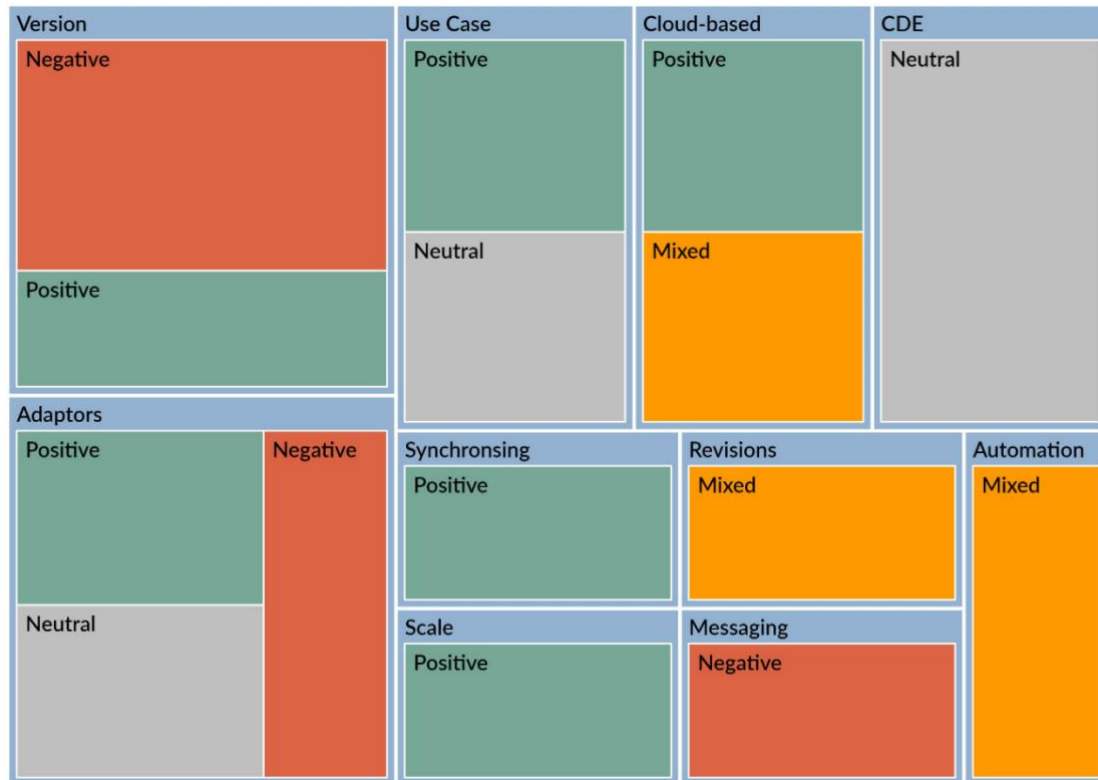 Version
Negative
Positive
Use Case
Positive
Neutral
Cloud-based
Positive
Mixed
CDE
Neutral
Adaptors
Positive
Negative
Neutral
Synchronsing
Positive
Revisions
Mixed
Automation
Mixed
Scale
Positive
Messaging
Negative